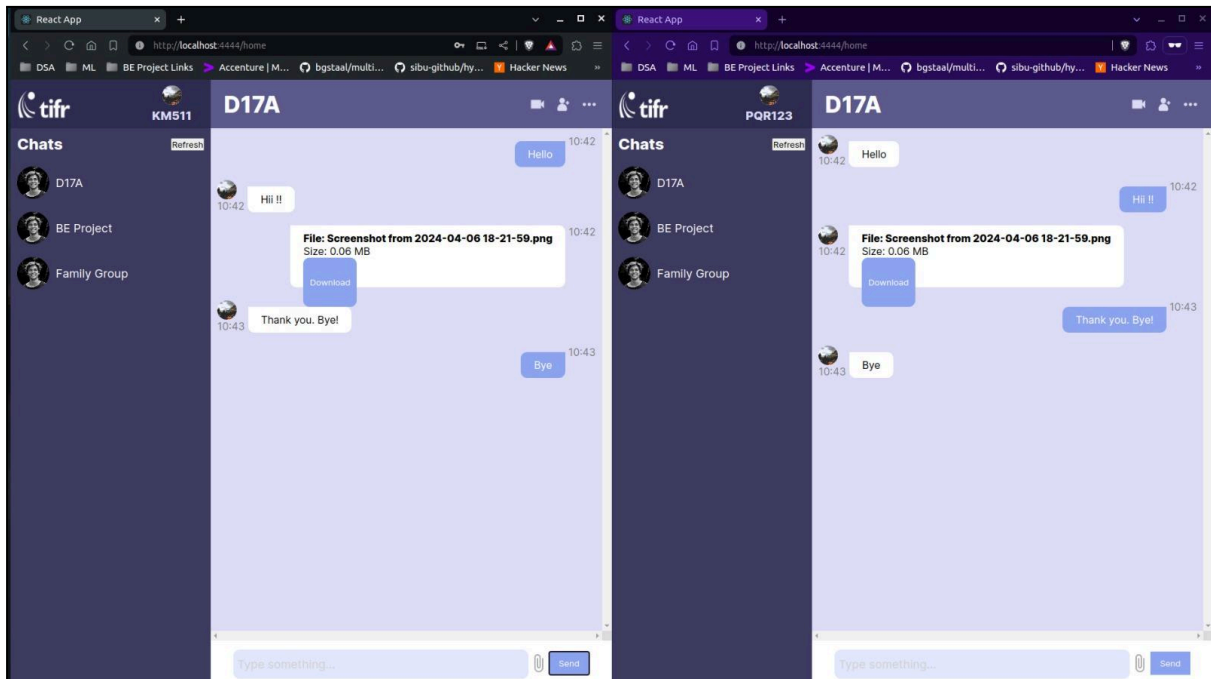 React App
http://localhost:4444/home
DSA ML BE Project Links Accenture | M... bgstaal/multi... sibu-github/hy... Hacker News »
tifr
KM511
D17A
Chats
Refresh
D17A
BE Project
Family Group
10:42
Hello
Hii !!
10:42
10:42
File: Screenshot from 2024-04-06 18-21-59.png
Size: 0.06 MB
Download
Thank you. Bye!
10:43
10:43
Bye
Type something...
Send
React App
http://localhost:4444/home
DSA ML BE Project Links Accenture | M... bgstaal/multi... sibu-github/hy... Hacker News »
tifr
PQR123
D17A
Chats
Refresh
D17A
BE Project
Family Group
Hello
10:42
10:42
Hii !!
File: Screenshot from 2024-04-06 18-21-59.png
10:42
Size: 0.06 MB
Download
10:43
Thank you. Bye!
Bye
10:43
Type something...
Send